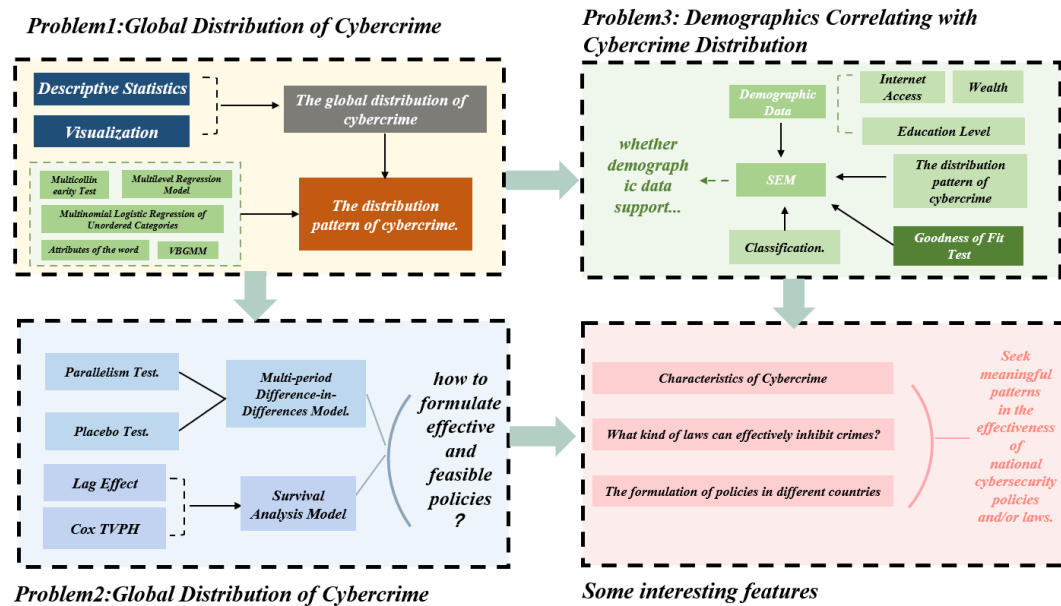 Problem1:Global Distribution of Cybercrime
Descriptive Statistics
Visualization
The global distribution of
cybercrime
Multicollin
earity Test
Multilevel Regression
Model
Multinomial Logistic Regression of
Unordered Categories
Attributes of the word
VBGMM
The distribution
pattern of cybercrime.
Problem3: Demographics Correlating with
Cybercrime Distribution
Demographic
Data
Internet
Access
Wealth
Education Level
whether
demograph
ic data
support...
SEM
The distribution
pattern of
cybercrime
Classification.
Goodness of Fit
Test
Parallelism Test.
Placebo Test.
Multi-period
Difference-in-
Differences Model.
Lag Effect
Cox TVPH
Survival
Analysis Model
how to
formulate
effective
and
feasible
policies
?
Problem2:Global Distribution of Cybercrime
Characteristics of Cybercrime
What kind of laws can effectively inhibit crimes?
The formulation of policies in different countries
Seek
meaningful
patterns
in the
effectiveness
of
national
cybersecurity
policies
and/or laws.
Some interesting features